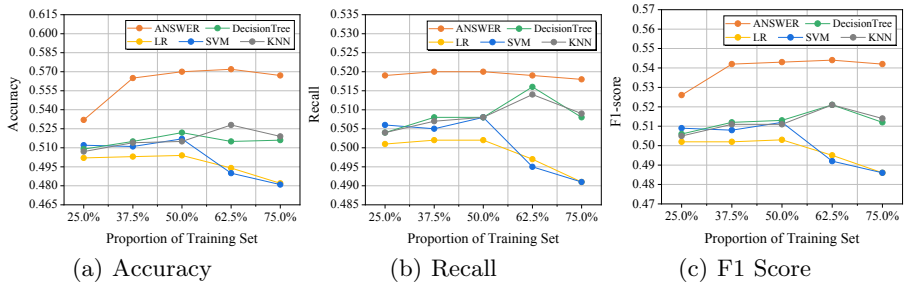 0.615
0.600
0.585
0.570
0.555
0.540
0.525
0.510
0.495
0.480
0.465
Accuracy
ANSWER DecisionTree
LR SVM KNN
25.0% 37.5% 50.0% 62.5% 75.0%
Proportion of Training Set
(a) Accuracy
0.535
0.530
0.525
0.520
0.515
0.510
0.505
0.500
0.495
0.490
0.485
Recall
ANSWER DecisionTree
LR SVM KNN
25.0% 37.5% 50.0% 62.5% 75.0%
Proportion of Training Set
(b) Recall
0.57
0.56
0.55
0.54
0.53
0.52
0.51
0.50
0.49
0.48
0.47
F1-score
ANSWER DecisionTree
LR SVM KNN
25.0% 37.5% 50.0% 62.5% 75.0%
Proportion of Training Set
(c) F1 Score